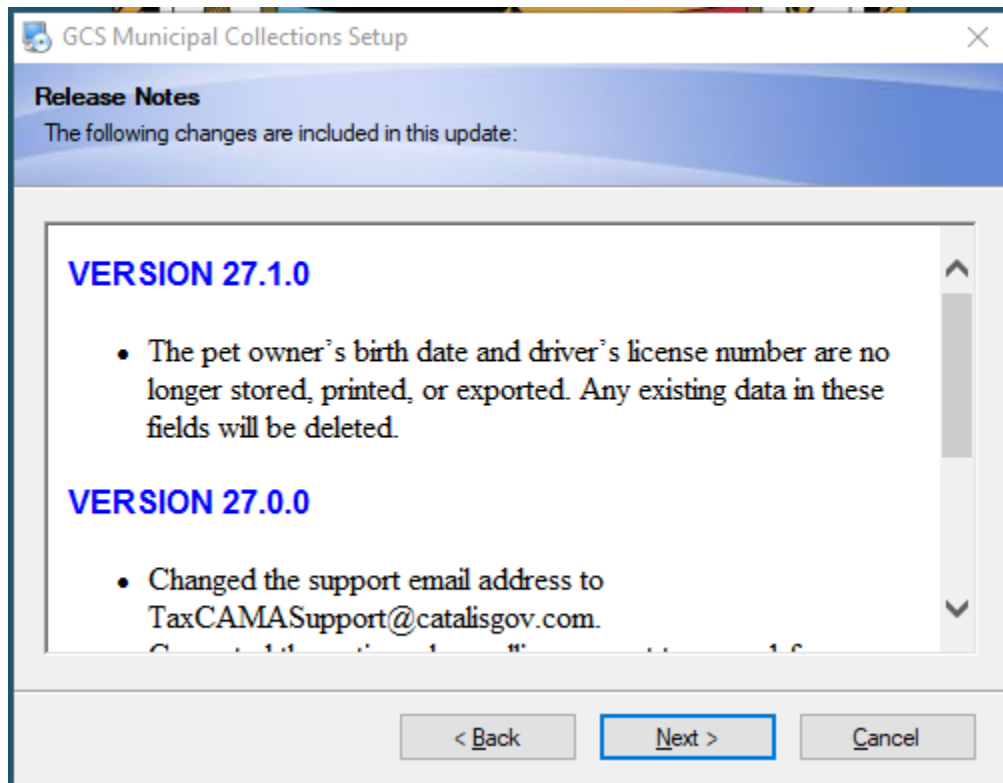 GCS Municipal Collections Setup
Release Notes
The following changes are included in this update:
VERSION 27.1.0
• The pet owner’s birth date and driver’s license number are no
longer stored, printed, or exported. Any existing data in these
fields will be deleted.
VERSION 27.0.0
• Changed the support email address to
TaxCAMASupport@catalisgov.com.
< Back
Next >
Cancel